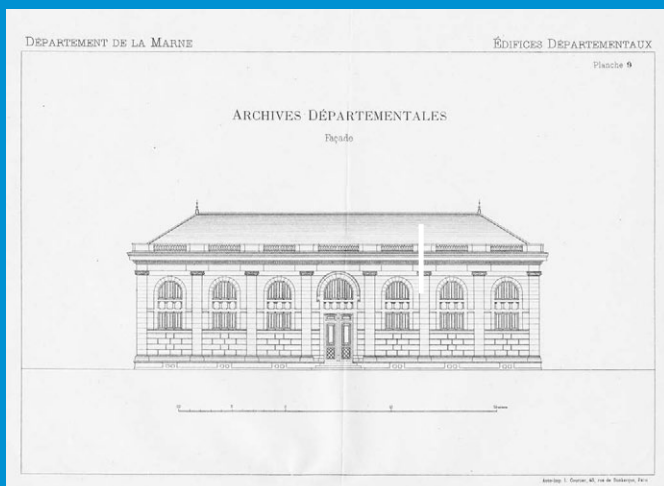 DÉPARTEMENT DE LA MARNE
ÉDIFICES DÉPARTEMENTAUX
Planche 9
ARCHIVES DÉPARTEMENTALES
Façade